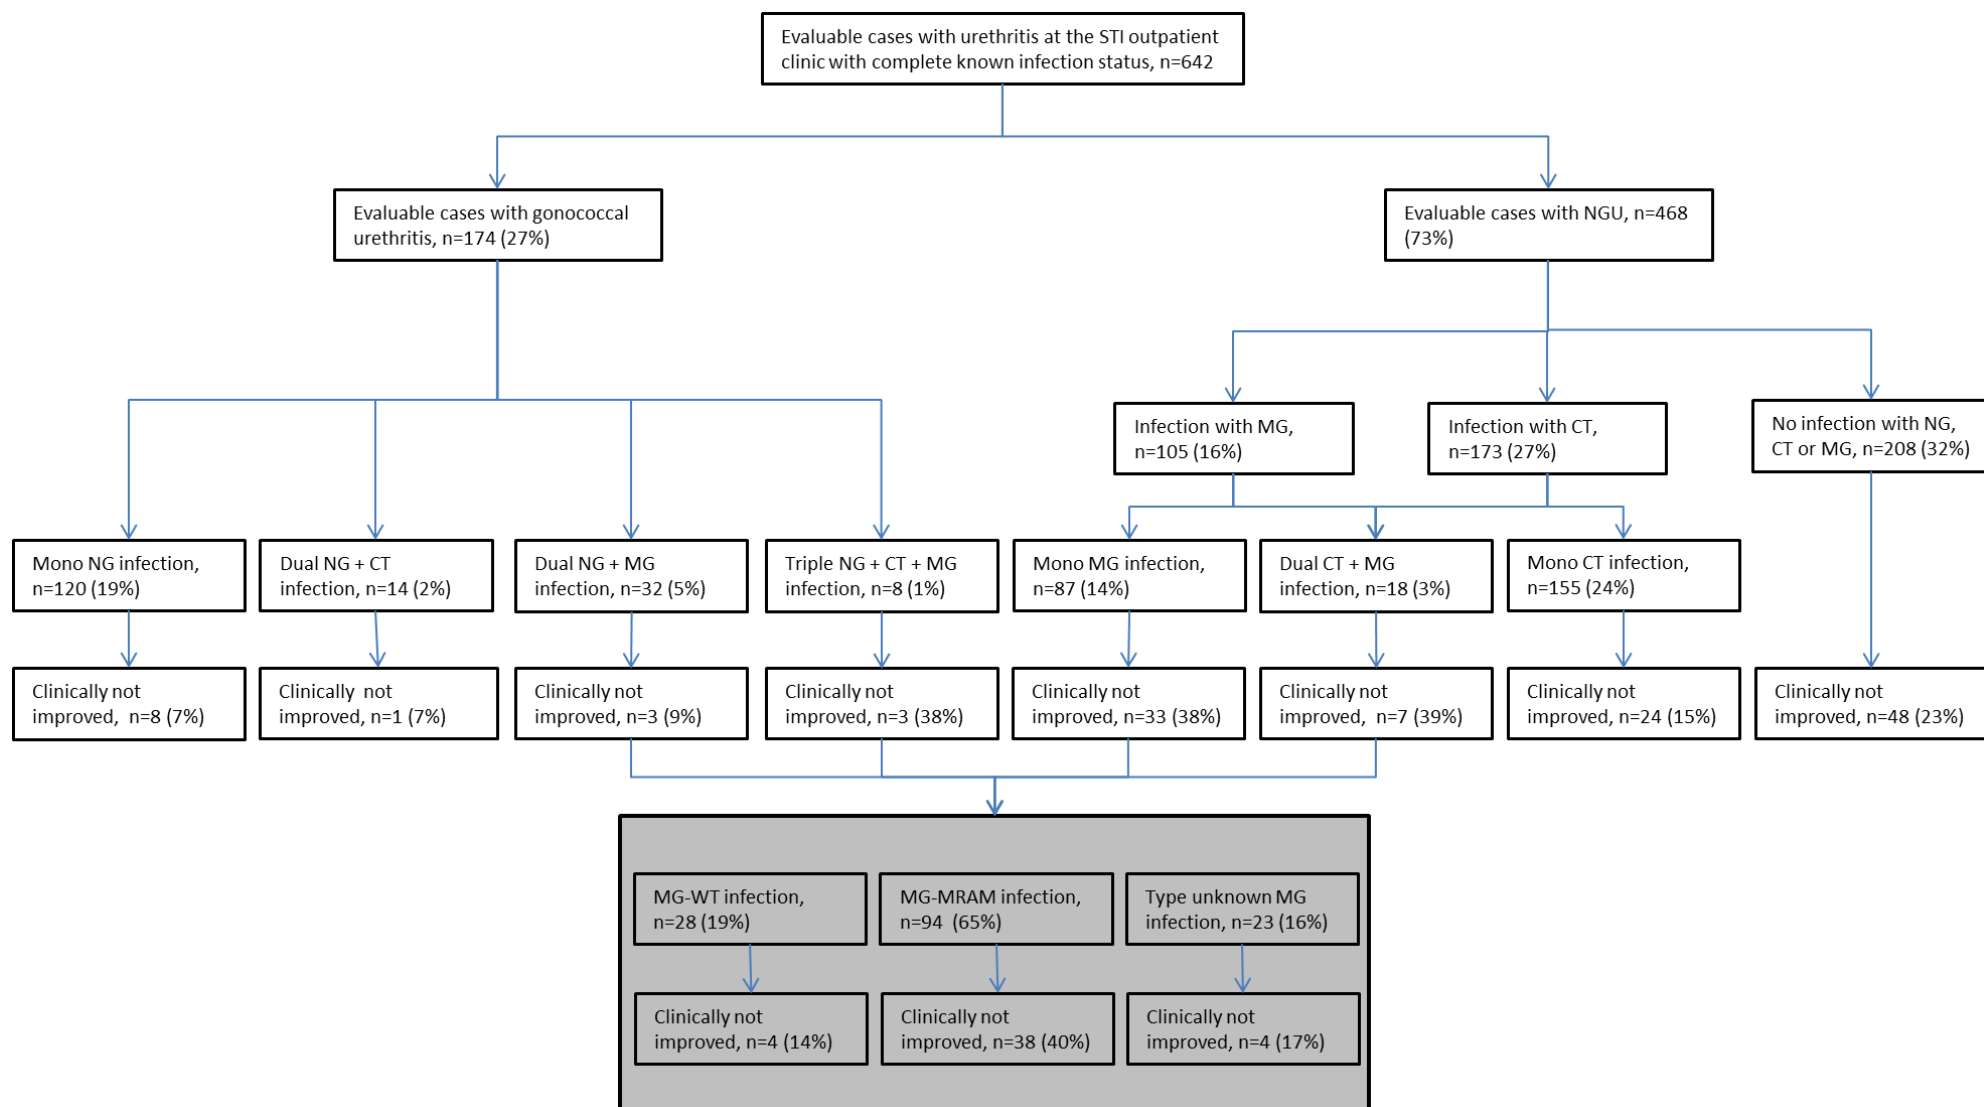 Evaluable cases with urethritis at the STI outpatient
clinic with complete known infection status, n=642
Evaluable cases with gonococcal
urethritis, n=174 (27%)
Evaluable cases with NGU, n=468
(73%)
Infection with MG,
n=105 (16%)
Infection with CT,
n=173 (27%)
No infection with NG,
CT or MG, n=208 (32%)
Mono NG infection,
n=120 (19%)
Dual NG + CT
infection, n=14 (2%)
Dual NG + MG
infection, n=32 (5%)
Triple NG + CT + MG
infection, n=8 (1%)
Mono MG infection,
n=87 (14%)
Dual CT + MG
infection, n=18 (3%)
Mono CT infection,
n=155 (24%)
Clinically not
improved, n=8 (7%)
Clinically not
improved, n=1 (7%)
Clinically not
improved, n=3 (9%)
Clinically not
improved, n=3 (38%)
Clinically not
improved, n=33 (38%)
Clinically not
improved, n=7 (39%)
Clinically not
improved, n=24 (15%)
Clinically not
improved, n=48 (23%)
MG-WT infection,
n=28 (19%)
MG-MRAM infection,
n=94 (65%)
Type unknown MG
infection, n=23 (16%)
Clinically not
improved, n=4 (14%)
Clinically not
improved, n=38 (40%)
Clinically not
improved, n=4 (17%)